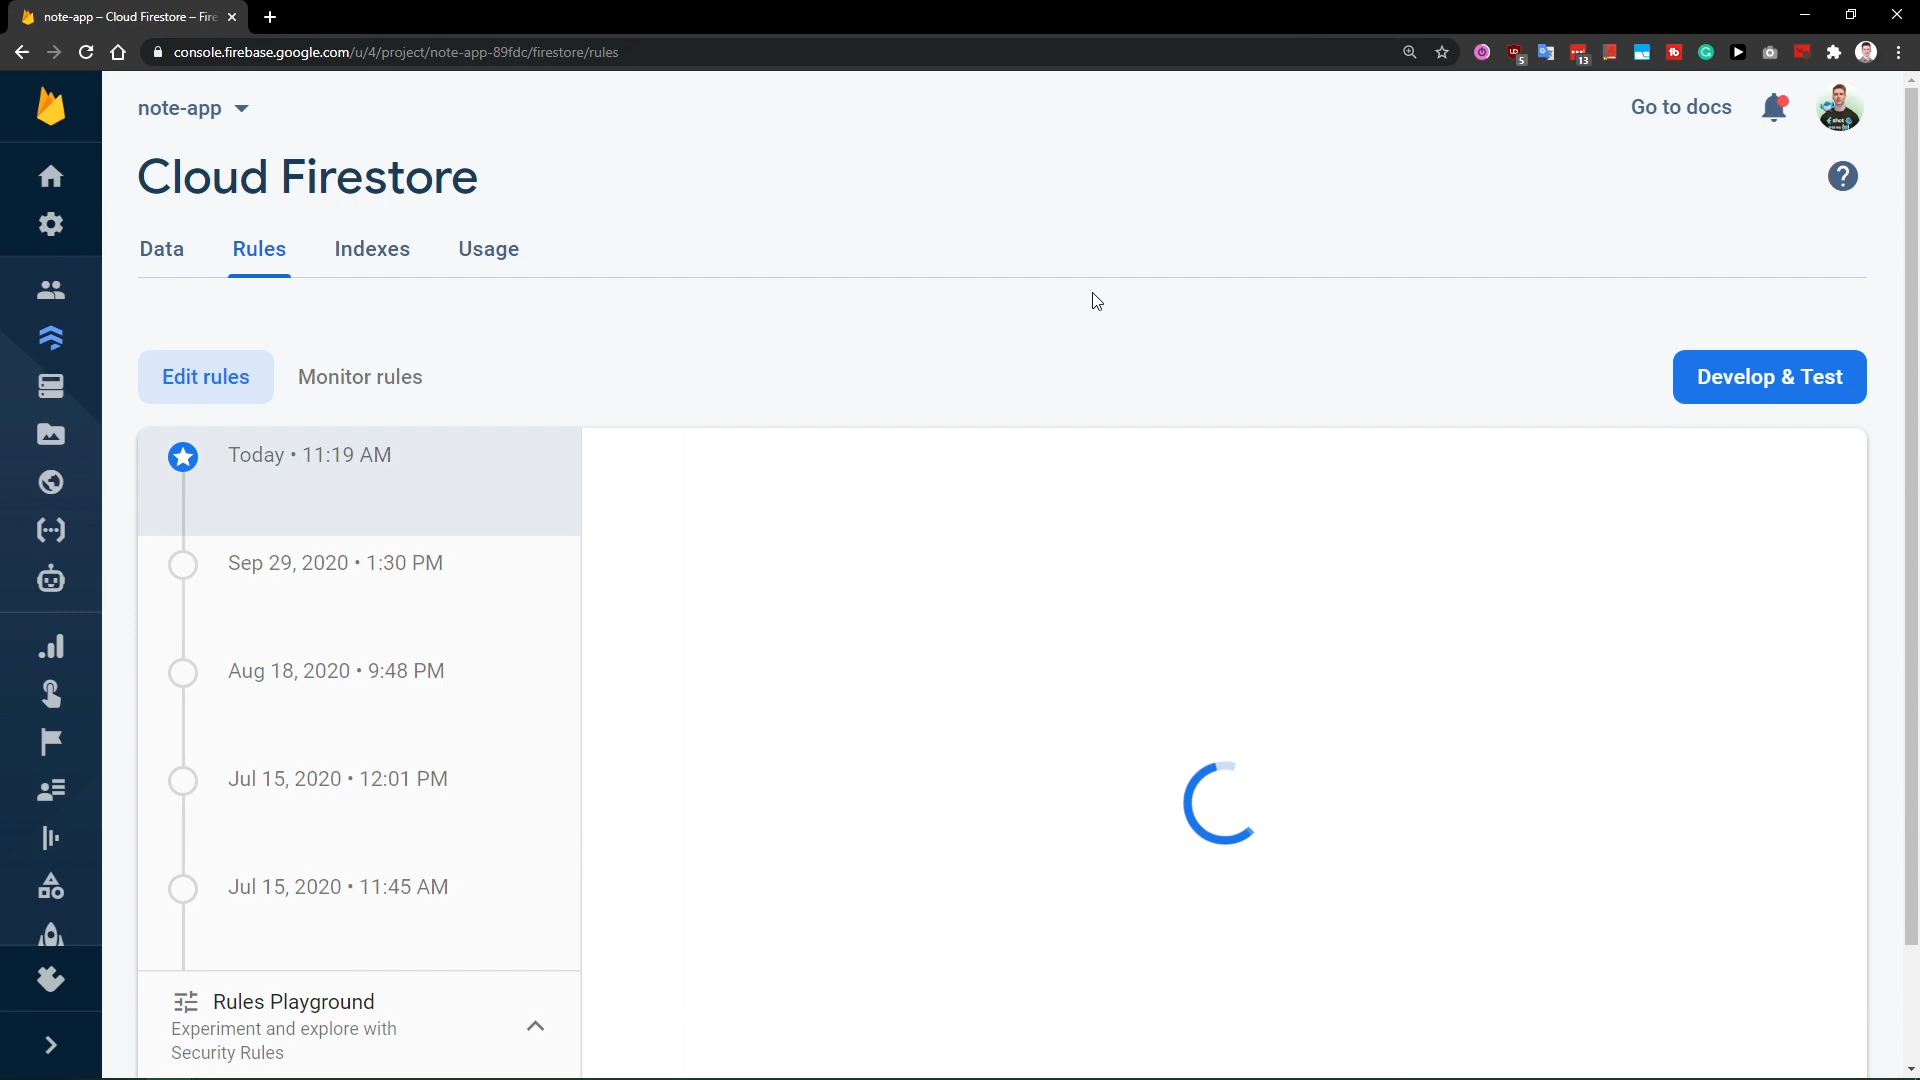 note-app – Cloud Firestore – Fire
console.firebase.google.com/u/4/project/note-app-89fdc/firestore/rules
5
13
note-app
Go to docs
Cloud Firestore
Data Rules Indexes Usage
Edit rules Monitor rules
Develop & Test
Today • 11:19 AM
Sep 29, 2020 • 1:30 PM
Aug 18, 2020 • 9:48 PM
Jul 15, 2020 • 12:01 PM
Jul 15, 2020 • 11:45 AM
Rules Playground
Experiment and explore with
Security Rules